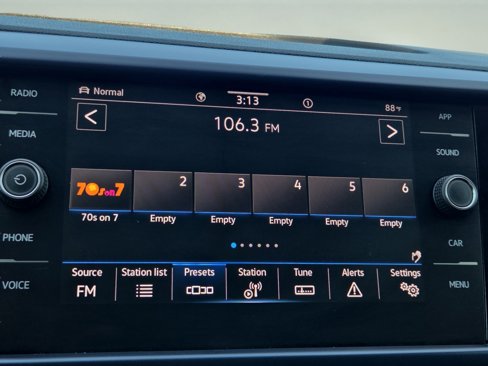 RADIO
MEDIA
PHONE
VOICE
Normal
3:13
1
88°F
106.3 FM
70s on 7
2
3
4
5
6
70s on 7
Empty
Empty
Empty
Empty
Empty
Source
Station list
Presets
Station
Tune
Alerts
Settings
FM
APP
SOUND
CAR
MENU